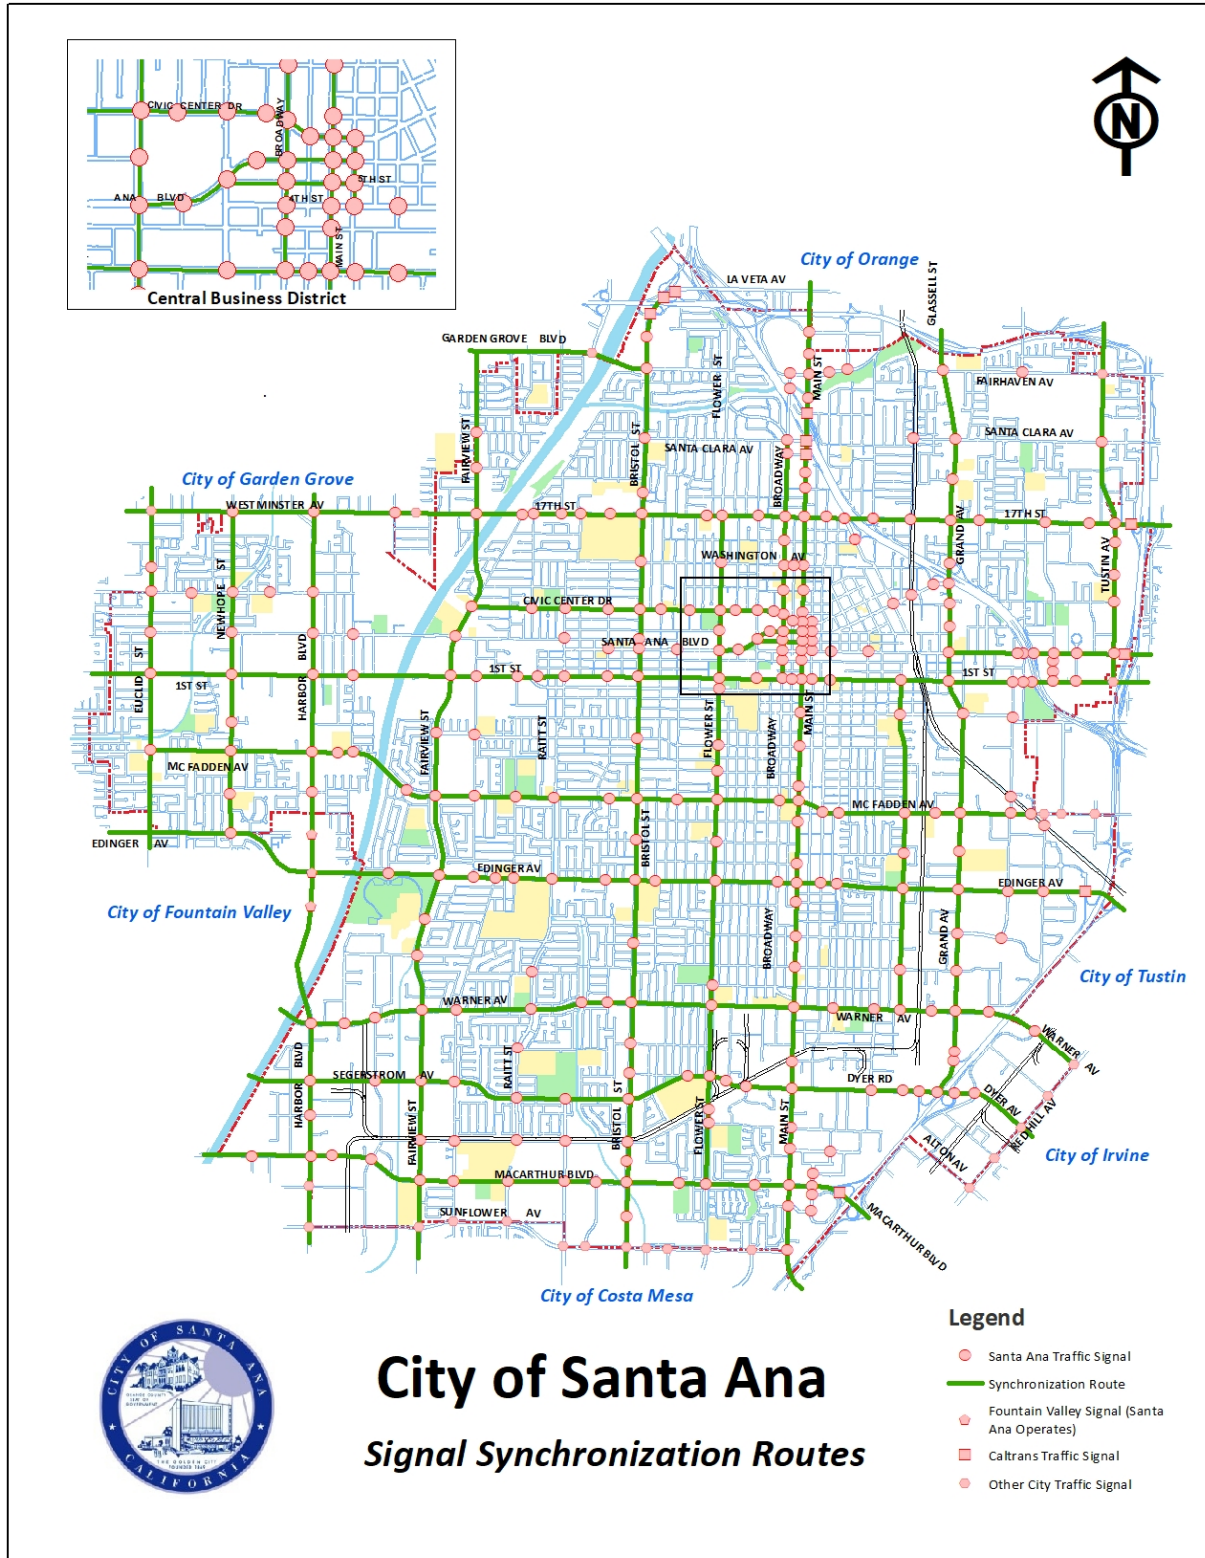 CIVIC CENTER DR
BROADWAY
ANA BLVD
5TH ST
4TH ST
MAIN ST
Central Business District
N
City of Orange
LA VETA AV
GLASSELL ST
GARDEN GROVE BLVD
FLOWER ST
MAIN ST
FAIRHAVEN AV
FAIRVIEW ST
BRISTOL ST
SANTA CLARA AV
SANTA CLARA AV
BROADWAY
City of Garden Grove
WESTMINSTER AV
17TH ST
17TH ST
GRAND AV
WASHINGTON AV
TUSTIN AV
NEWHOPE ST
CIVIC CENTER DR
SANTA ANA BLVD
EUCLID ST
HARBOR BLVD
1ST ST
1ST ST
1ST ST
FAIRVIEW ST
RAITT ST
FLOWER ST
BROADWAY
MAIN ST
MC FADDEN AV
MC FADDEN AV
EDINGER AV
BRISTOL ST
EDINGER AV
EDINGER AV
City of Fountain Valley
BROADWAY
GRAND AV
City of Tustin
WARNER AV
WARNER AV
WARNER AV
HARBOR BLVD
SEGERSTROM AV
RAITT ST
DYER RD
DYER AV
REDHILL AV
FAIRVIEW ST
BRISTOL ST
FLOWER ST
MAIN ST
ALTON AV
City of Irvine
MACARTHUR BLVD
SUNFLOWER AV
MACARTHUR BLVD
City of Costa Mesa
Legend
Santa Ana Traffic Signal
Synchronization Route
Fountain Valley Signal (Santa
Ana Operates)
Caltrans Traffic Signal
Other City Traffic Signal
CITY OF SANTA ANA
CALIFORNIA
City of Santa Ana
Signal Synchronization Routes